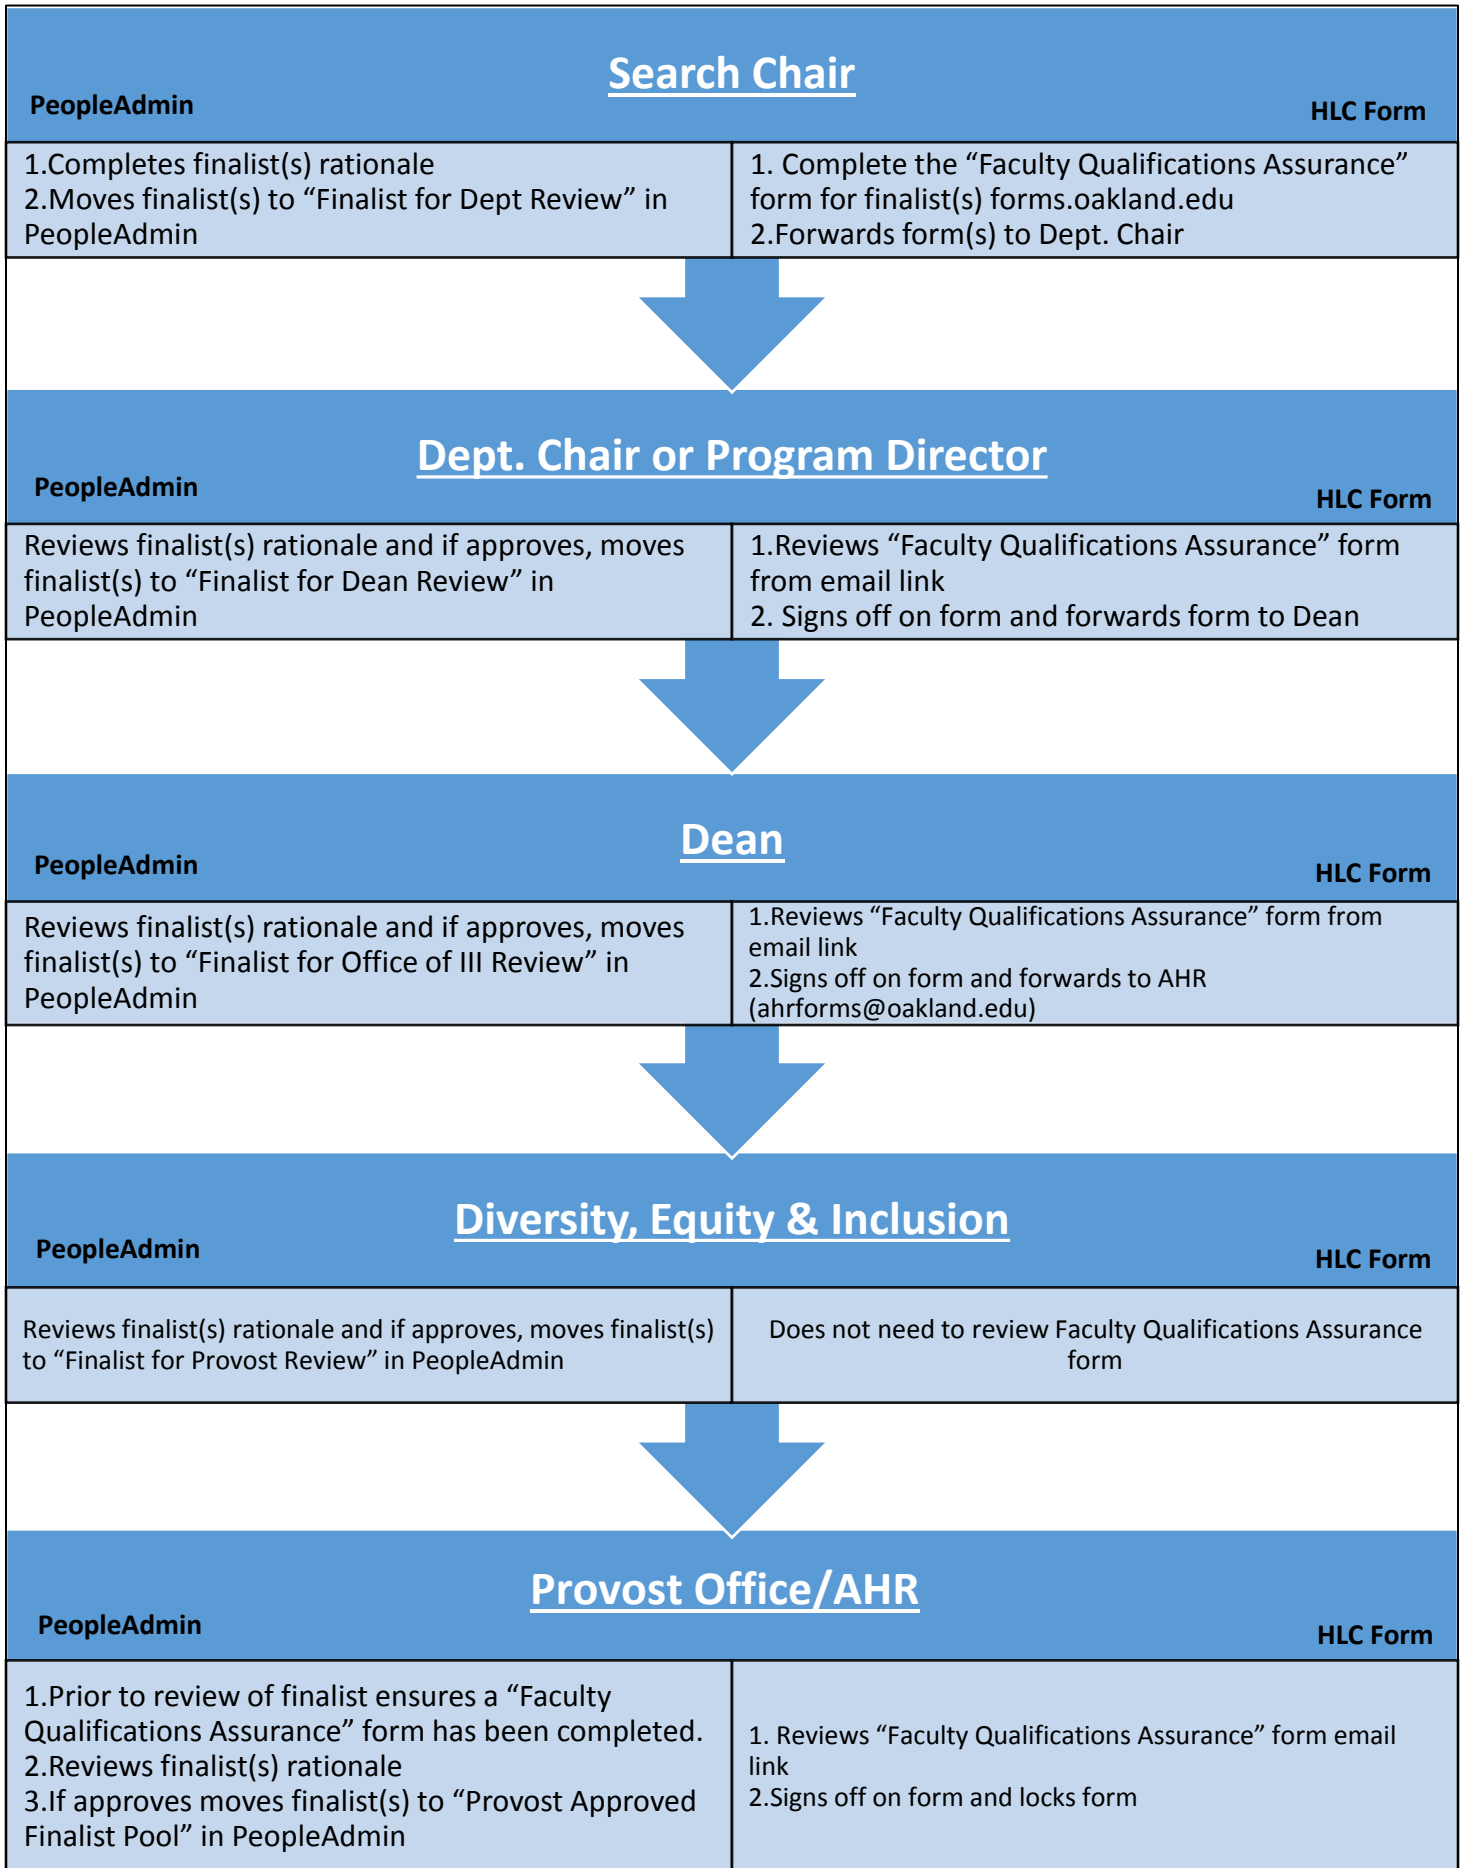 Search Chair
PeopleAdmin
HLC Form
1.Completes finalist(s) rationale
2.Moves finalist(s) to “Finalist for Dept Review” in
PeopleAdmin
1. Complete the “Faculty Qualifications Assurance”
form for finalist(s) forms.oakland.edu
2.Forwards form(s) to Dept. Chair
Dept. Chair or Program Director
PeopleAdmin
HLC Form
Reviews finalist(s) rationale and if approves, moves
finalist(s) to “Finalist for Dean Review” in
PeopleAdmin
1.Reviews “Faculty Qualifications Assurance” form
from email link
2. Signs off on form and forwards form to Dean
Dean
PeopleAdmin
HLC Form
Reviews finalist(s) rationale and if approves, moves
finalist(s) to “Finalist for Office of III Review” in
PeopleAdmin
1.Reviews “Faculty Qualifications Assurance” form from
email link
2.Signs off on form and forwards to AHR
(ahrforms@oakland.edu)
Diversity, Equity & Inclusion
PeopleAdmin
HLC Form
Reviews finalist(s) rationale and if approves, moves finalist(s)
to “Finalist for Provost Review” in PeopleAdmin
Does not need to review Faculty Qualifications Assurance
form
Provost Office/AHR
PeopleAdmin
HLC Form
1.Prior to review of finalist ensures a “Faculty
Qualifications Assurance” form has been completed.
2.Reviews finalist(s) rationale
3.If approves moves finalist(s) to “Provost Approved
Finalist Pool” in PeopleAdmin
1. Reviews “Faculty Qualifications Assurance” form email
link
2.Signs off on form and locks form